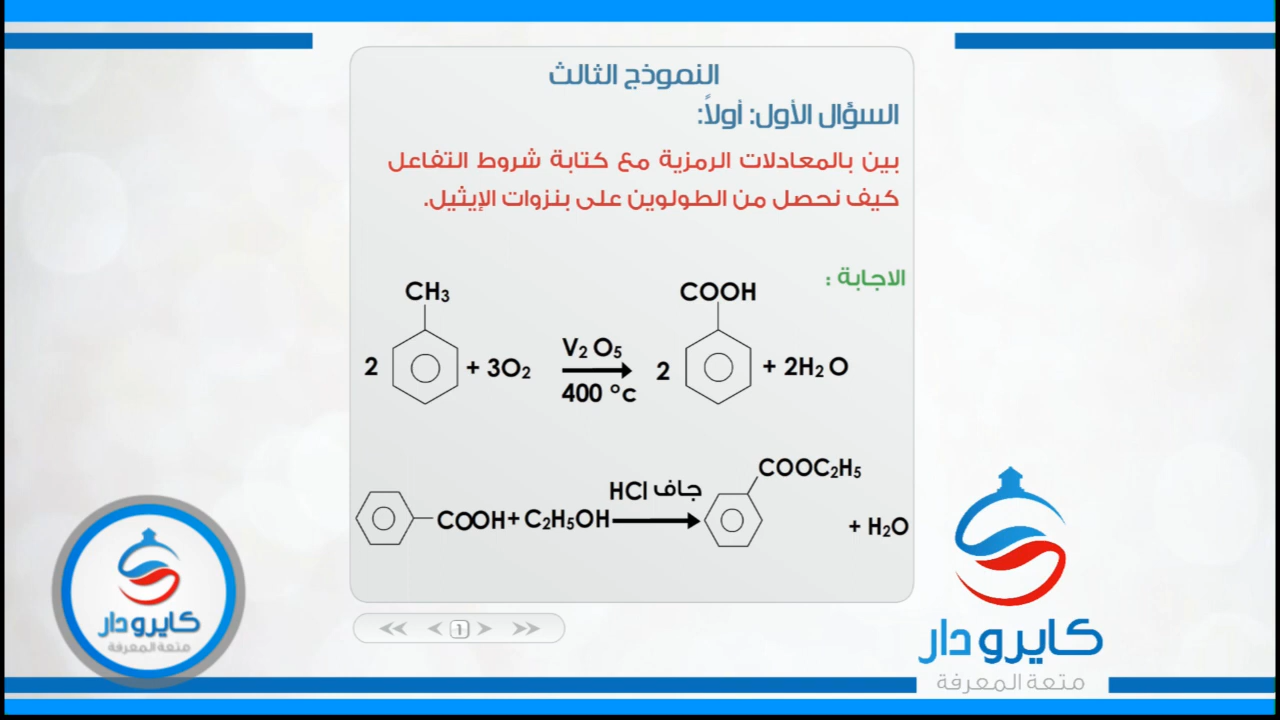 النموذج الثالث
السؤال الأول: أولاً:
بين بالمعادلات الرمزية مع كتابة شروط التفاعل
كيف نحصل من الطولوين على بنزوات الإيثيل.
الاجابة :
CH3 COOH
V2 O5
2 + 3O2 2 + 2H2 O
400 °c
COOC2H5
HCl جاف
COOH + C2H5OH + H2O
كايرو دار
متعة المعرفة
١
كايرو دار
متعة المعرفة